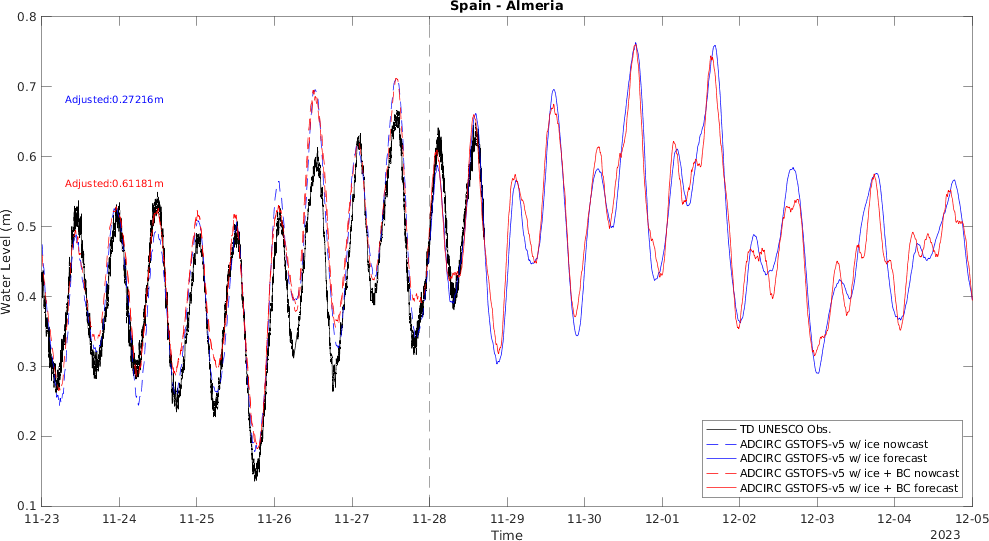 Spain - Almeria
0.8
0.7
0.6
0.5
0.4
0.3
0.2
0.1
Water Level (m)
Adjusted:0.27216m
Adjusted:0.61181m
TD UNESCO Obs.
ADCIRC GSTOFS-v5 w/ ice nowcast
ADCIRC GSTOFS-v5 w/ ice forecast
ADCIRC GSTOFS-v5 w/ ice + BC nowcast
ADCIRC GSTOFS-v5 w/ ice + BC forecast
11-23 11-24 11-25 11-26 11-27 11-28 11-29 11-30 12-01 12-02 12-03 12-04 12-05
Time
2023